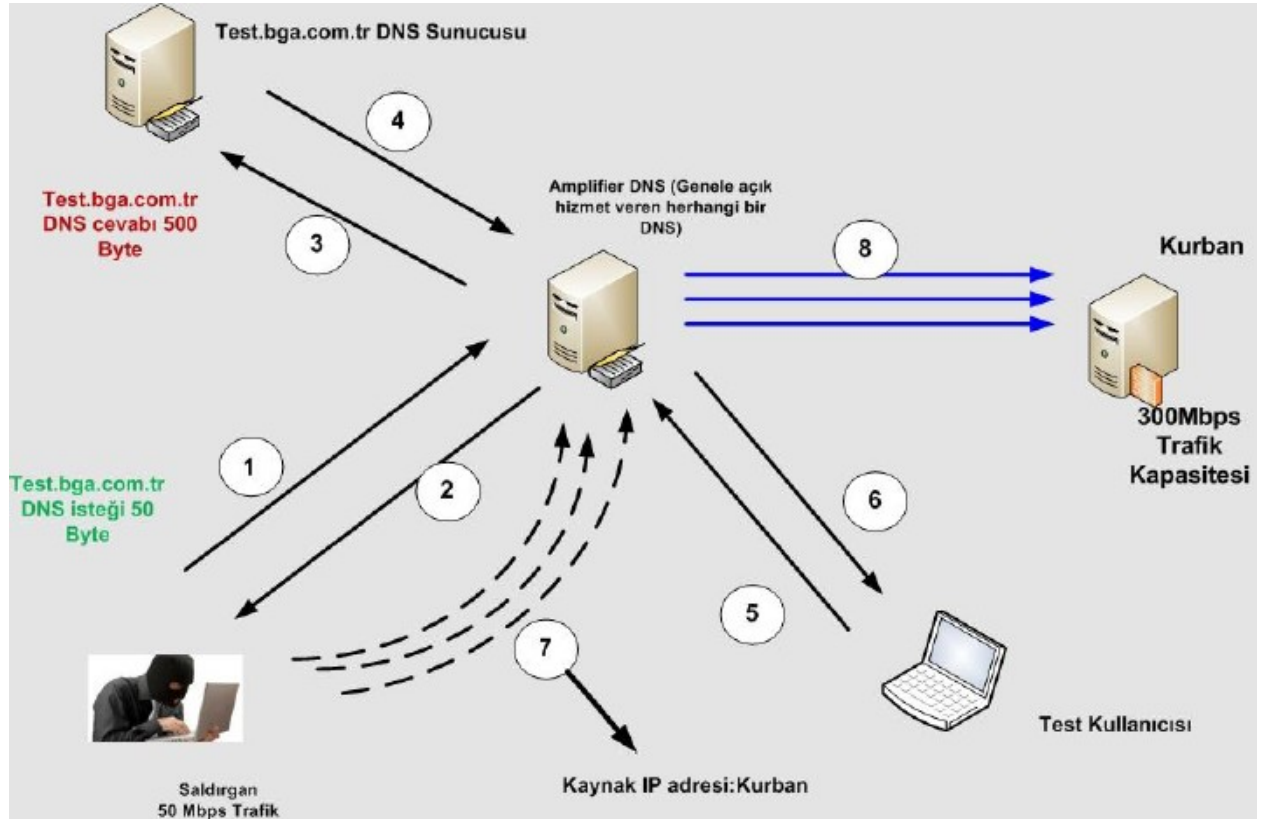 Test.bga.com.tr DNS Sunucusu
4
Amplifier DNS (Genele açık
hizmet veren herhangi bir
DNS)
Test.bga.com.tr
DNS cevabı 500
Byte
3
8
Kurban
300Mbps
Trafik
Kapasitesi
1
2
Test.bga.com.tr
DNS isteği 50
Byte
6
5
7
Test Kullanıcısı
Saldırgan
50 Mbps Trafik
Kaynak IP adresi:Kurban